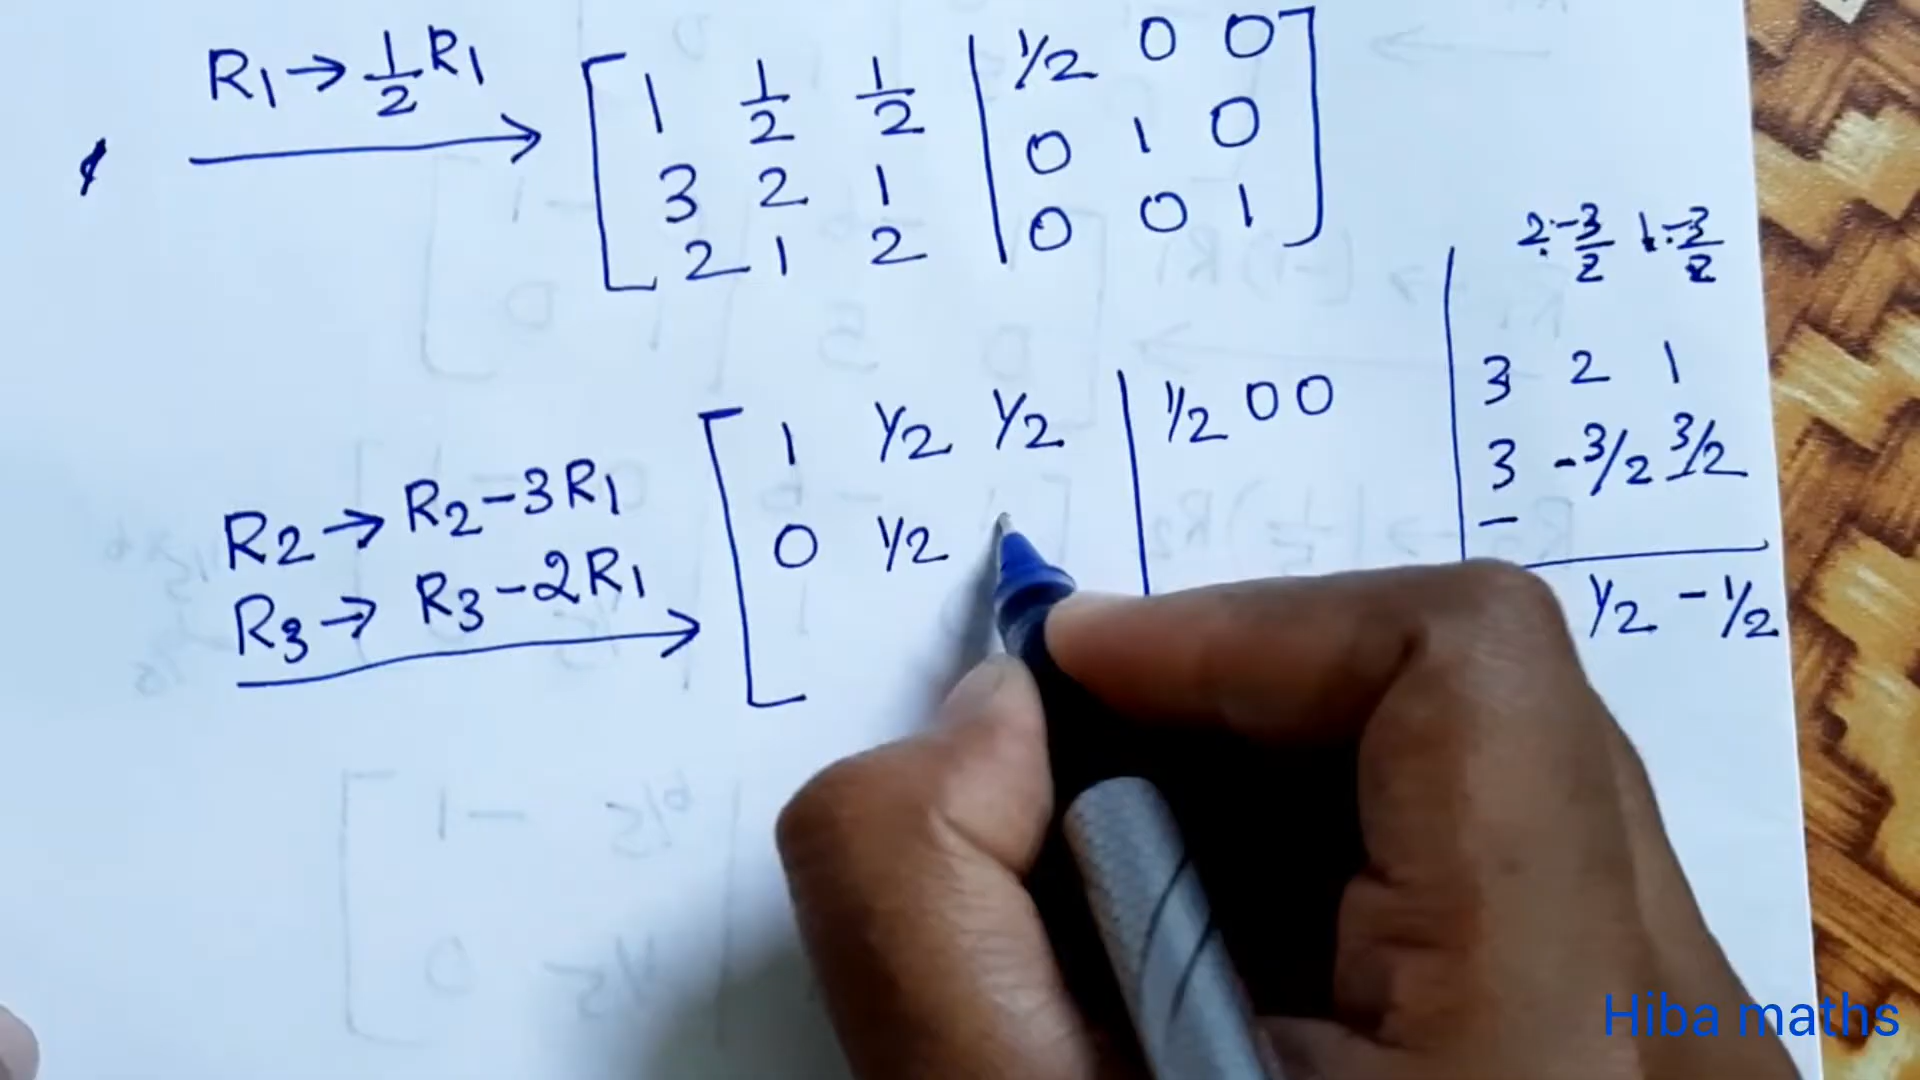 R1 → 1/2 R1
1 1/2 1/2 | 1/2 0 0
3 2 1 | 0 1 0
2 1 2 | 0 0 1
2 - 3/2 1 - 3/2
3 2 1
3 -3/2 3/2
–
1/2 -1/2
R2 → R2 - 3R1
R3 → R3 - 2R1
1 1/2 1/2 | 1/2 0 0
0 1/2
Hiba maths